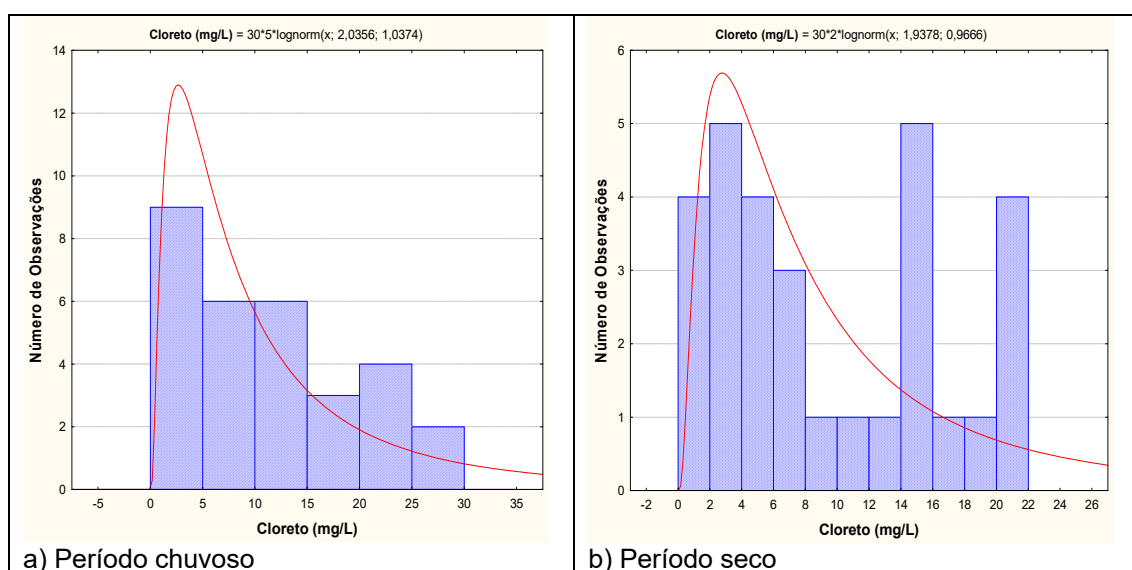 Cloreto (mg/L) = 30*5*lognorm(x; 2,0356; 1,0374)
14
12
10
8
6
4
2
0
Número de Observações
-5 0 5 10 15 20 25 30 35
Cloreto (mg/L)
a) Período chuvoso
Cloreto (mg/L) = 30*2*lognorm(x; 1,9378; 0,9666)
6
5
4
3
2
1
0
Número de Observações
-2 0 2 4 6 8 10 12 14 16 18 20 22 24 26
Cloreto (mg/L)
b) Período seco